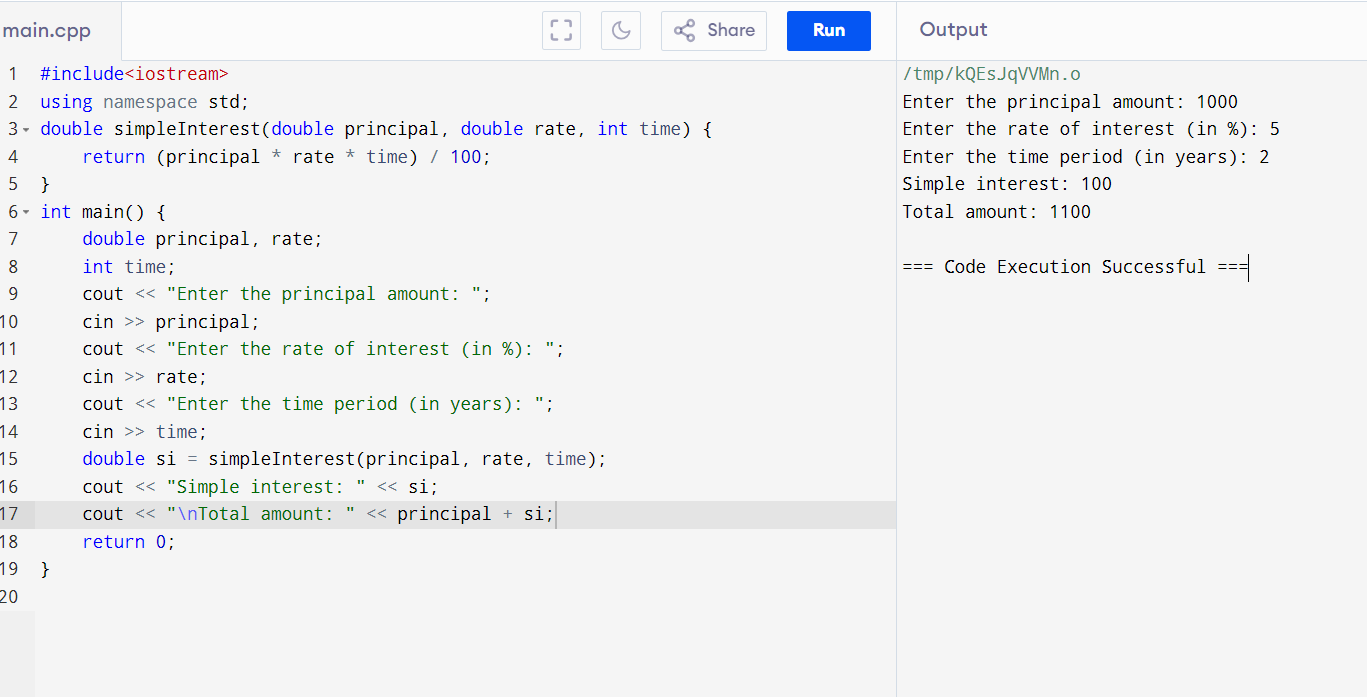 main.cpp
Share
Run
Output
1 #include<iostream>
2 using namespace std;
3 double simpleInterest(double principal, double rate, int time) {
4     return (principal * rate * time) / 100;
5 }
6 int main() {
7     double principal, rate;
8     int time;
9     cout << "Enter the principal amount: ";
10     cin >> principal;
11     cout << "Enter the rate of interest (in %): ";
12     cin >> rate;
13     cout << "Enter the time period (in years): ";
14     cin >> time;
15     double si = simpleInterest(principal, rate, time);
16     cout << "Simple interest: " << si;
17     cout << "\nTotal amount: " << principal + si;
18     return 0;
19 }
20
/tmp/kQEsJqVVMn.o
Enter the principal amount: 1000
Enter the rate of interest (in %): 5
Enter the time period (in years): 2
Simple interest: 100
Total amount: 1100
=== Code Execution Successful ===